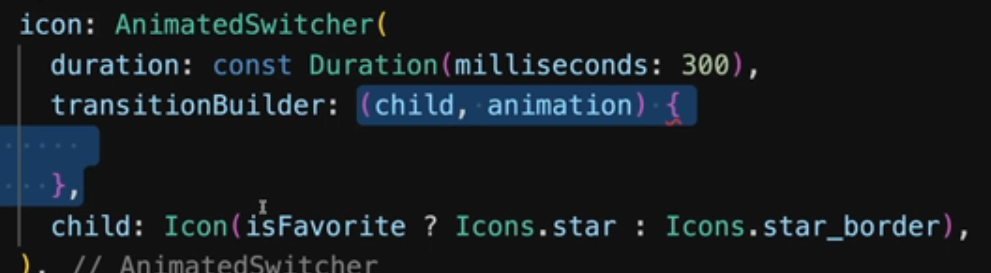 icon: AnimatedSwitcher(
duration: const Duration(milliseconds: 300),
transitionBuilder: (child, animation) {
},
child: Icon(isFavorite ? Icons.star : Icons.star_border),
), // AnimatedSwitcher